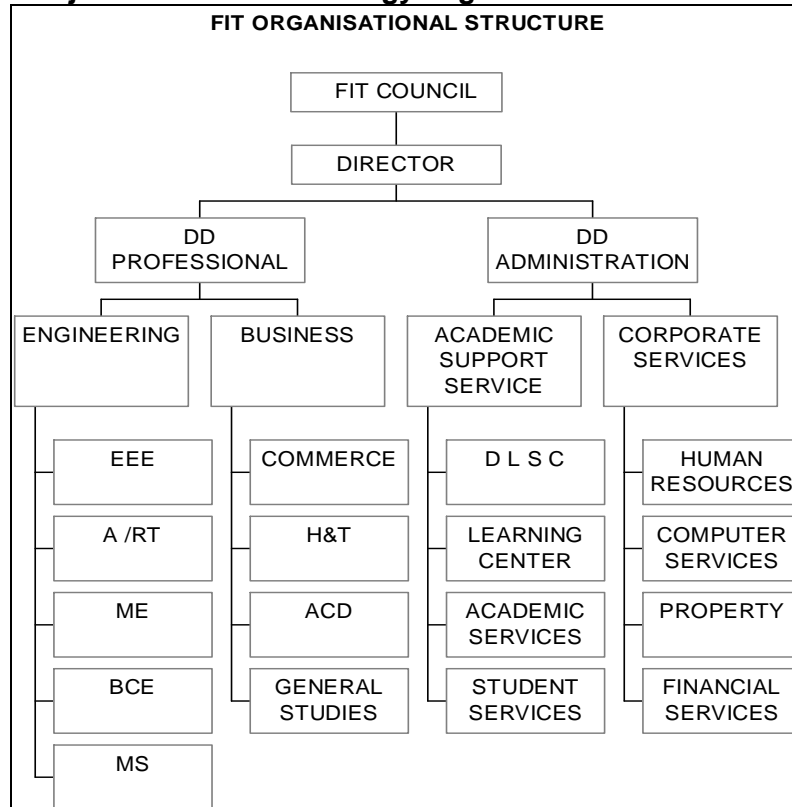 FIT ORGANISATIONAL STRUCTURE
FIT COUNCIL
DIRECTOR
DD
PROFESSIONAL
DD
ADMINISTRATION
ENGINEERING
BUSINESS
ACADEMIC
SUPPORT
SERVICE
CORPORATE
SERVICES
EEE
A /RT
ME
BCE
MS
COMMERCE
H&T
ACD
GENERAL
STUDIES
D L S C
LEARNING
CENTER
ACADEMIC
SERVICES
STUDENT
SERVICES
HUMAN
RESOURCES
COMPUTER
SERVICES
PROPERTY
FINANCIAL
SERVICES